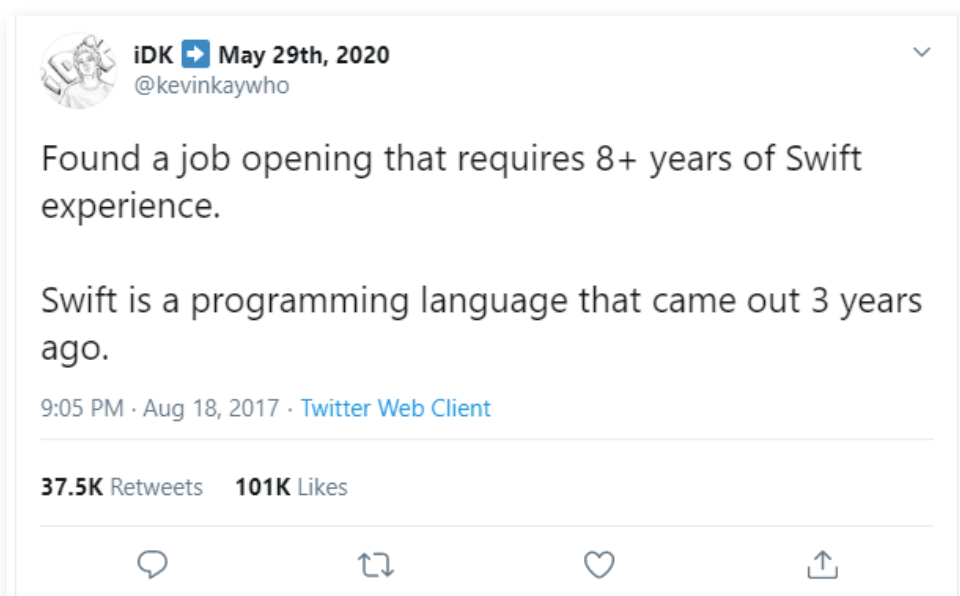 iDK ➡️ May 29th, 2020
@kevinkaywho
Found a job opening that requires 8+ years of Swift
experience.
Swift is a programming language that came out 3 years
ago.
9:05 PM · Aug 18, 2017 · Twitter Web Client
37.5K Retweets 101K Likes